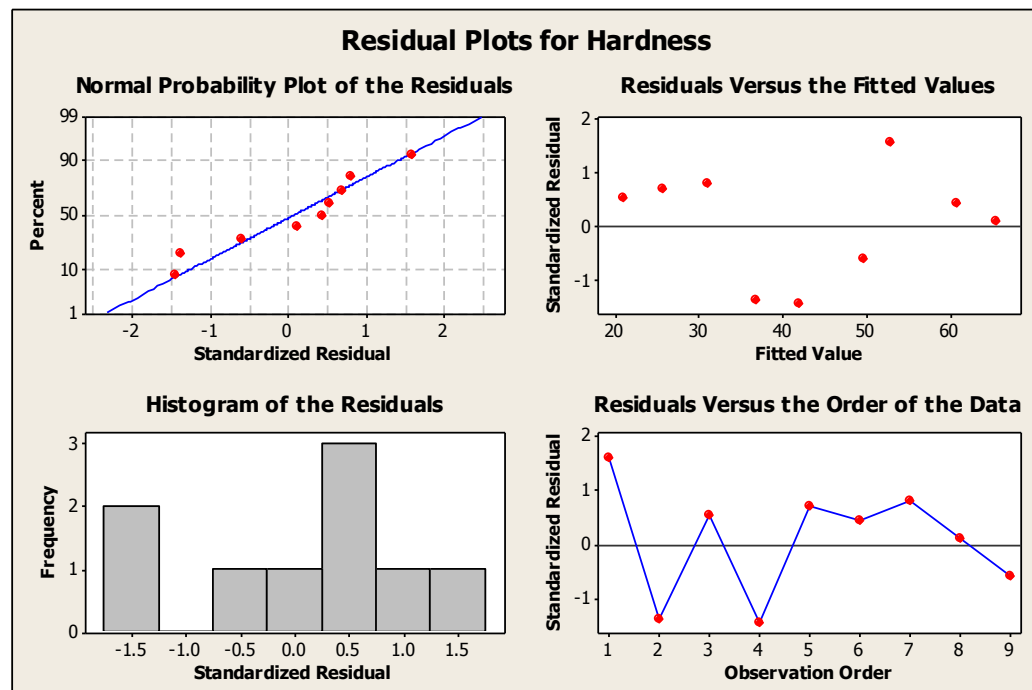 Residual Plots for Hardness
Normal Probability Plot of the Residuals
99
90
50
10
1
Percent
-2 -1 0 1 2
Standardized Residual
Residuals Versus the Fitted Values
2
1
0
-1
Standardized Residual
20 30 40 50 60
Fitted Value
Histogram of the Residuals
3
2
1
0
Frequency
-1.5 -1.0 -0.5 0.0 0.5 1.0 1.5
Standardized Residual
Residuals Versus the Order of the Data
2
1
0
-1
Standardized Residual
1 2 3 4 5 6 7 8 9
Observation Order